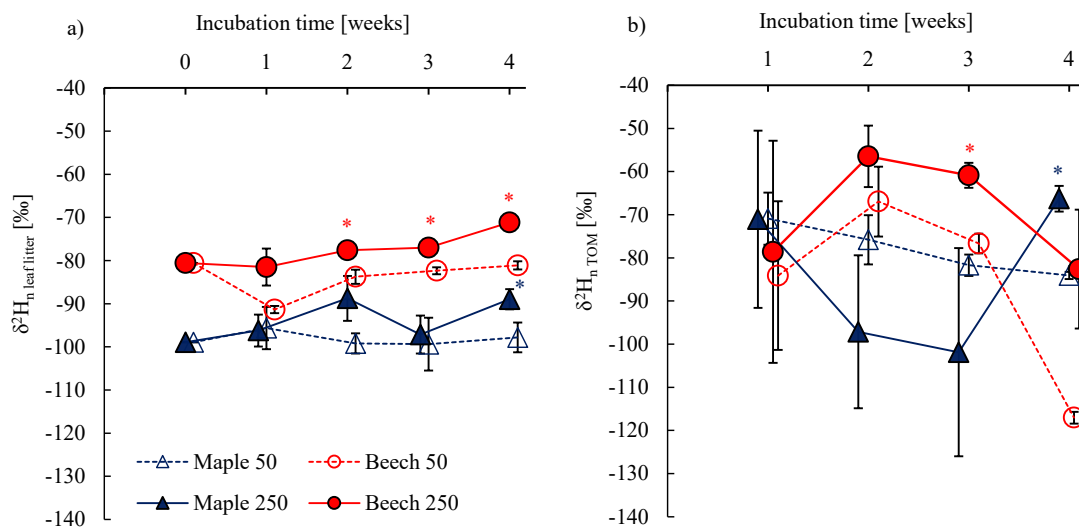 a)
Incubation time [weeks]
0 1 2 3 4
-40
-50
-60
-70
-80
-90
-100
-110
-120
-130
-140
δ²Hₙ leaf litter [‰]
* * *
*
Maple 50 Beech 50
Maple 250 Beech 250
b)
Incubation time [weeks]
1 2 3 4
-40
-50
-60
-70
-80
-90
-100
-110
-120
-130
-140
δ²Hₙ TOM [‰]
* *